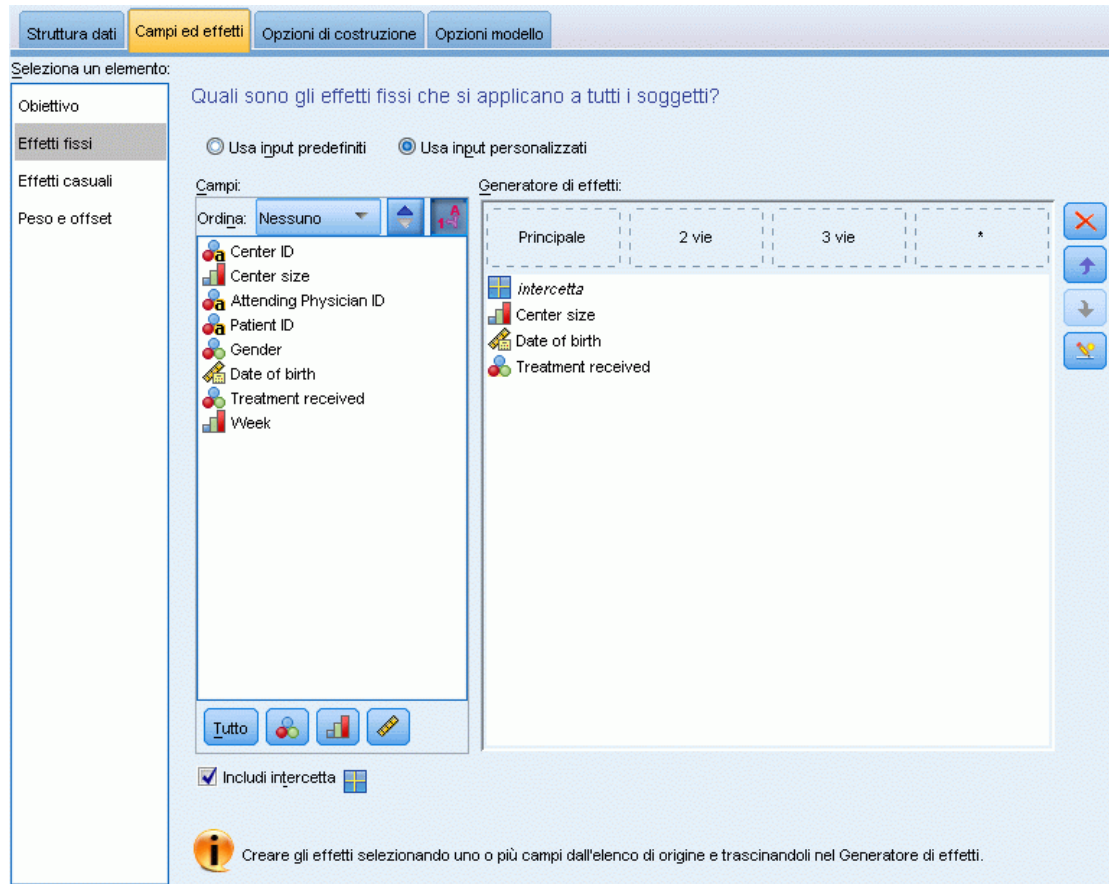 Struttura dati Campi ed effetti Opzioni di costruzione Opzioni modello
Seleziona un elemento:
Obiettivo
Effetti fissi
Effetti casuali
Peso e offset
Quali sono gli effetti fissi che si applicano a tutti i soggetti?
Usa input predefiniti Usa input personalizzati
Campi:
Ordina: Nessuno
Center ID
Center size
Attending Physician ID
Patient ID
Gender
Date of birth
Treatment received
Week
Tutto
Generatore di effetti:
Principale 2 vie 3 vie *
intercetta
Center size
Date of birth
Treatment received
Includi intercetta
Creare gli effetti selezionando uno o più campi dall'elenco di origine e trascinandoli nel Generatore di effetti.